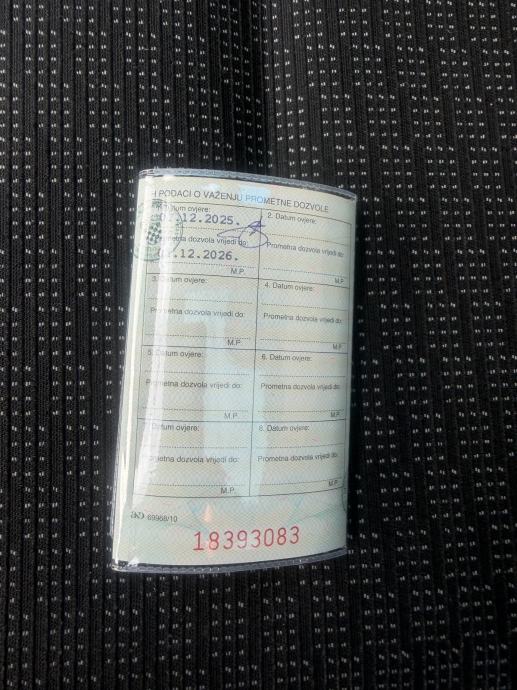 I PODACI O VAŽENJU PROMETNE DOZVOLE
Datum ovjere:
.12.2025.
Prometna dozvola vrijedi do:
.12.2026.
M.P.
2. Datum ovjere:
Prometna dozvola vrijedi do:
M.P.
3. Datum ovjere:
Prometna dozvola vrijedi do:
M.P.
4. Datum ovjere:
Prometna dozvola vrijedi do:
M.P.
5. Datum ovjere:
Prometna dozvola vrijedi do:
M.P.
6. Datum ovjere:
Prometna dozvola vrijedi do:
M.P.
Datum ovjere:
Prometna dozvola vrijedi do:
M.P.
8. Datum ovjere:
Prometna dozvola vrijedi do:
M.P.
69968/10
18393083